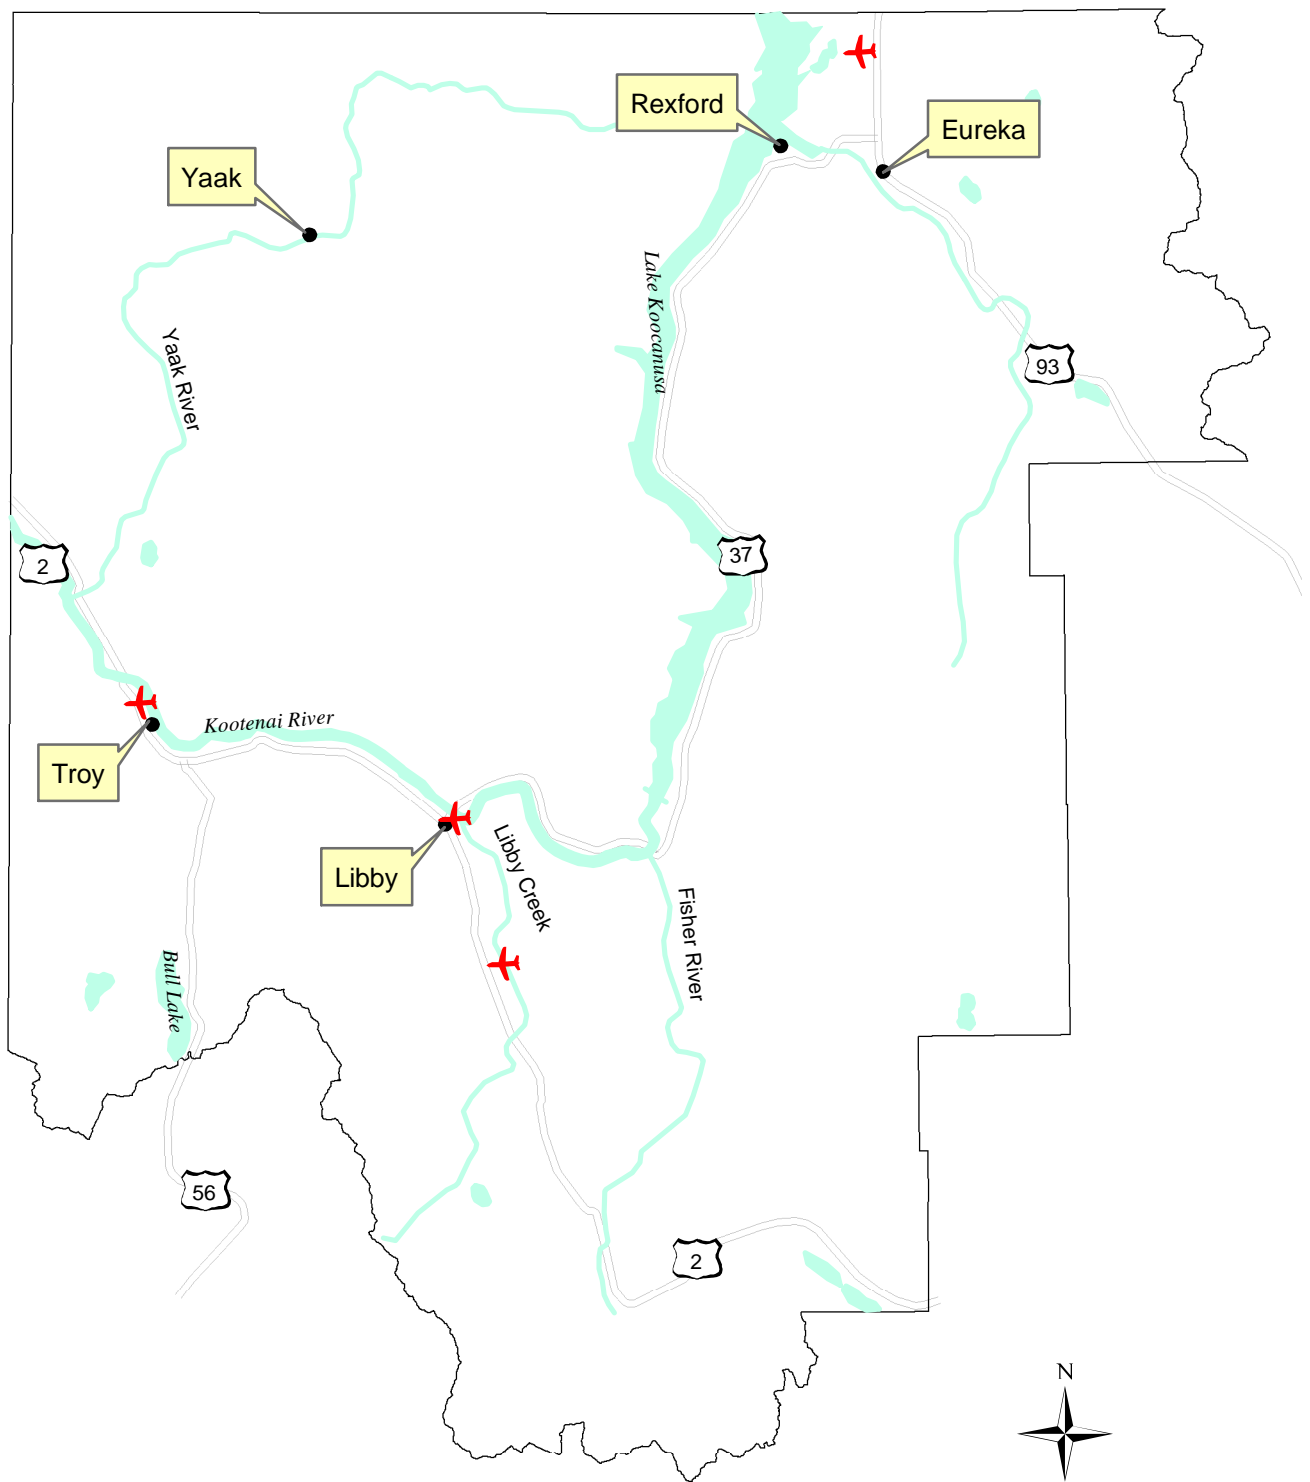 Rexford
Eureka
Yaak
Lake Koocanusa
Yaak River
93
2
37
Kootenai River
Troy
Libby Creek
Libby
Fisher River
Bull Lake
56
2
N